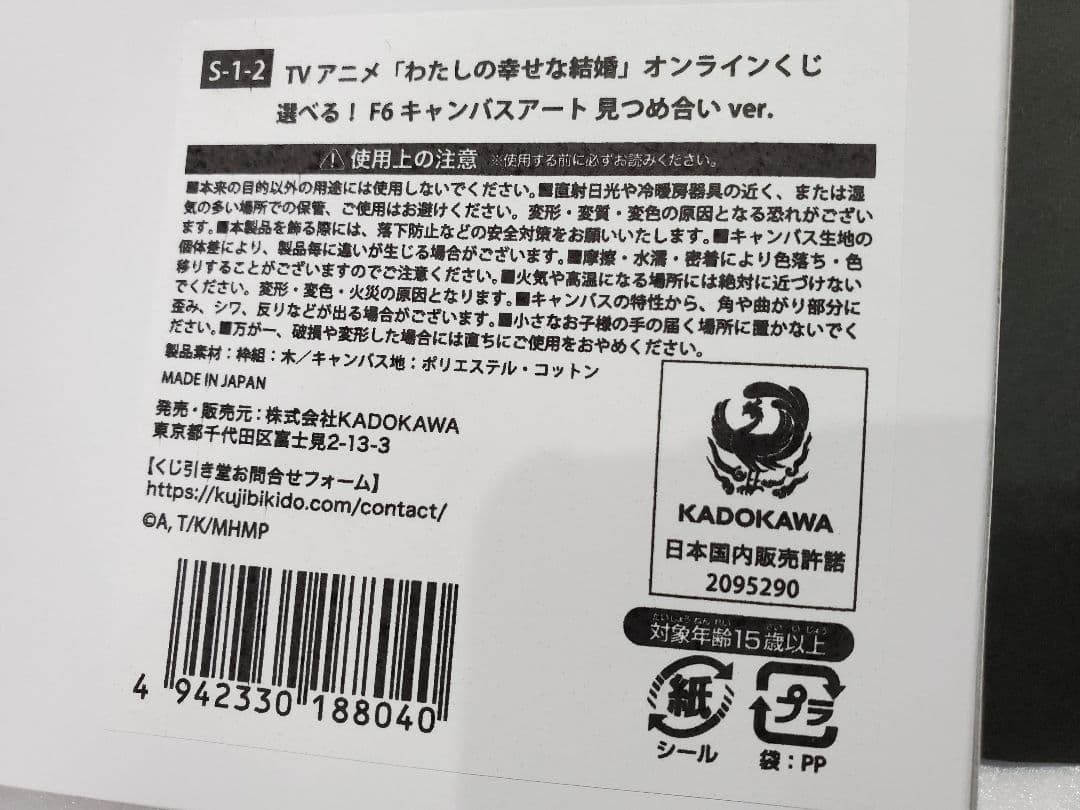 S-1-2 TVアニメ「わたしの幸せな結婚」オンラインくじ
選べる！F6キャンバスアート 見つめ合いver.
⚠使用上の注意 ※使用する前に必ずお読みください。
■本来の目的以外の用途には使用しないでください。■直射日光や冷暖房器具の近く、または湿
気の多い場所での保管、ご使用はお避けください。変形・変質・変色の原因となる恐れがござい
ます。■本製品を飾る際には、落下防止などの安全対策をお願いいたします。■キャンバス生地の
個体差により、製品毎に違いが生じる場合がございます。■摩擦・水濡・密着により色落ち・色
移りすることがございますのでご注意ください。■火気や高温になる場所には絶対に近づけない
でください。変形・変色・火災の原因となります。■キャンバスの特性から、角や曲がり部分に
歪み、シワ、反りなどが出る場合がございます。■小さなお子様の手の届く場所に置かないでく
ださい。■万が一、破損や変形した場合には直ちにご使用をおやめください。
製品素材：枠組：木／キャンバス地：ポリエステル・コットン
MADE IN JAPAN
発売・販売元：株式会社KADOKAWA
東京都千代田区富士見2-13-3
【くじ引き堂お問合せフォーム】
https://kujibikido.com/contact/
©A, T/K/MHMP
4 942330 188040
KADOKAWA
日本国内販売許諾
2095290
たいしょうねんれい さいいじょう
対象年齢15歳以上
紙
シール
プラ
袋：PP